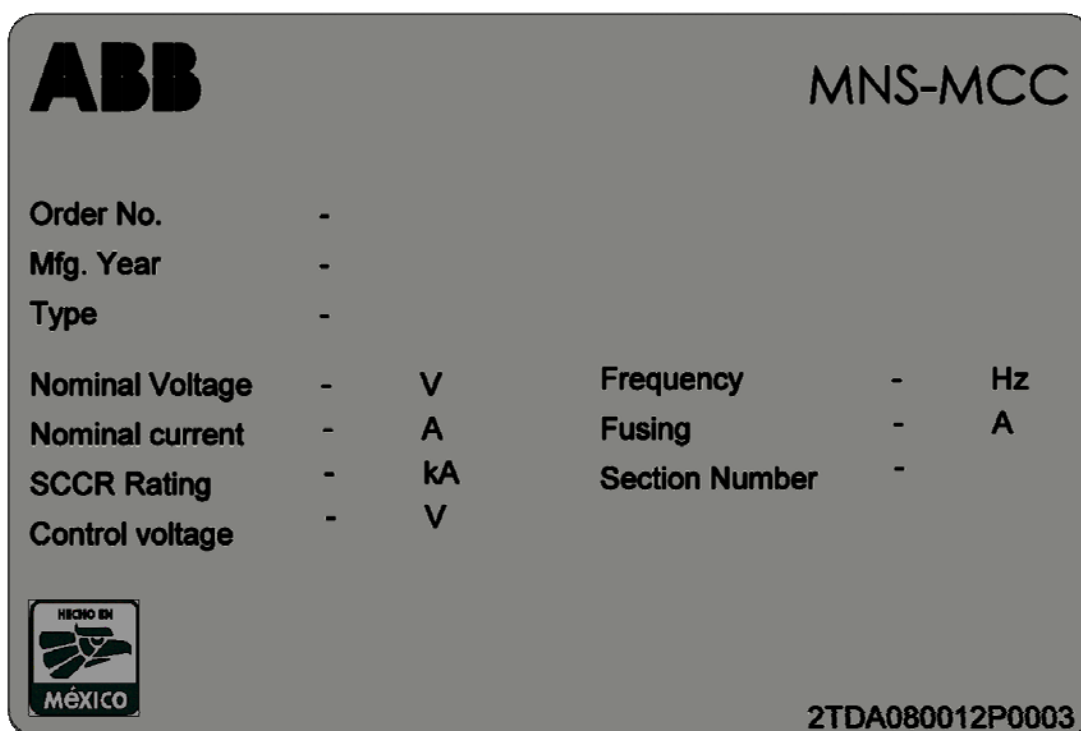 ABB
MNS-MCC
Order No. -
Mfg. Year -
Type -
Nominal Voltage - V
Nominal current - A
SCCR Rating - kA
Control voltage - V
Frequency - Hz
Fusing - A
Section Number -
HECHO EN
MéXICO
2TDA080012P0003